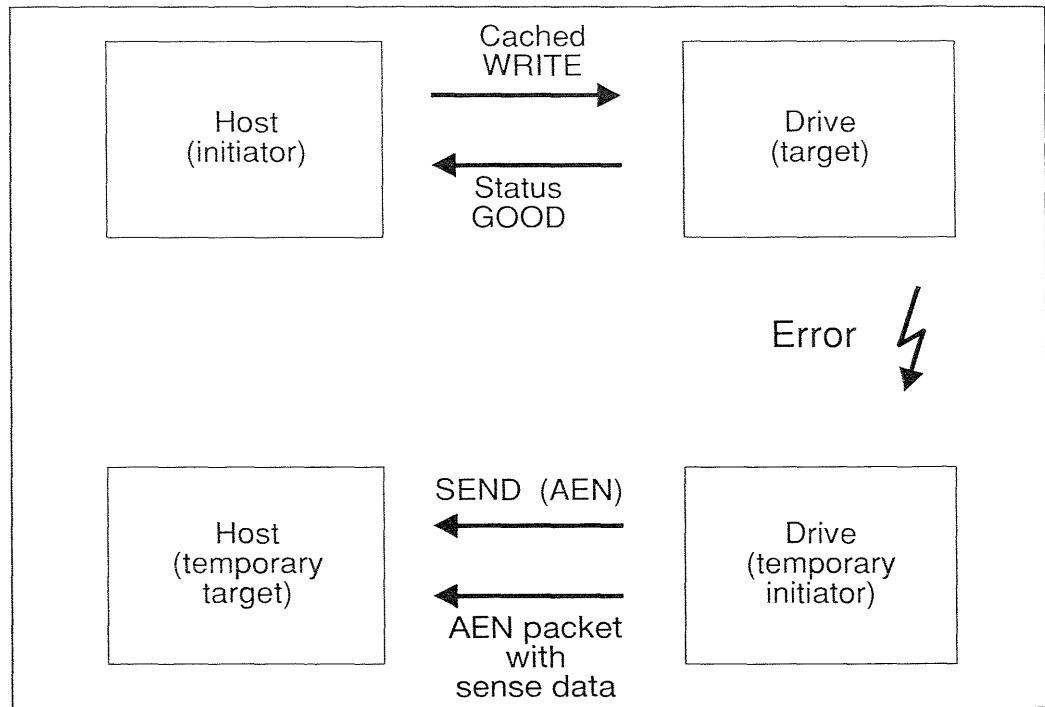 Cached
WRITE
Host
(initiator)
Drive
(target)
Status
GOOD
Error
SEND (AEN)
Host
(temporary
target)
Drive
(temporary
initiator)
AEN packet
with
sense data